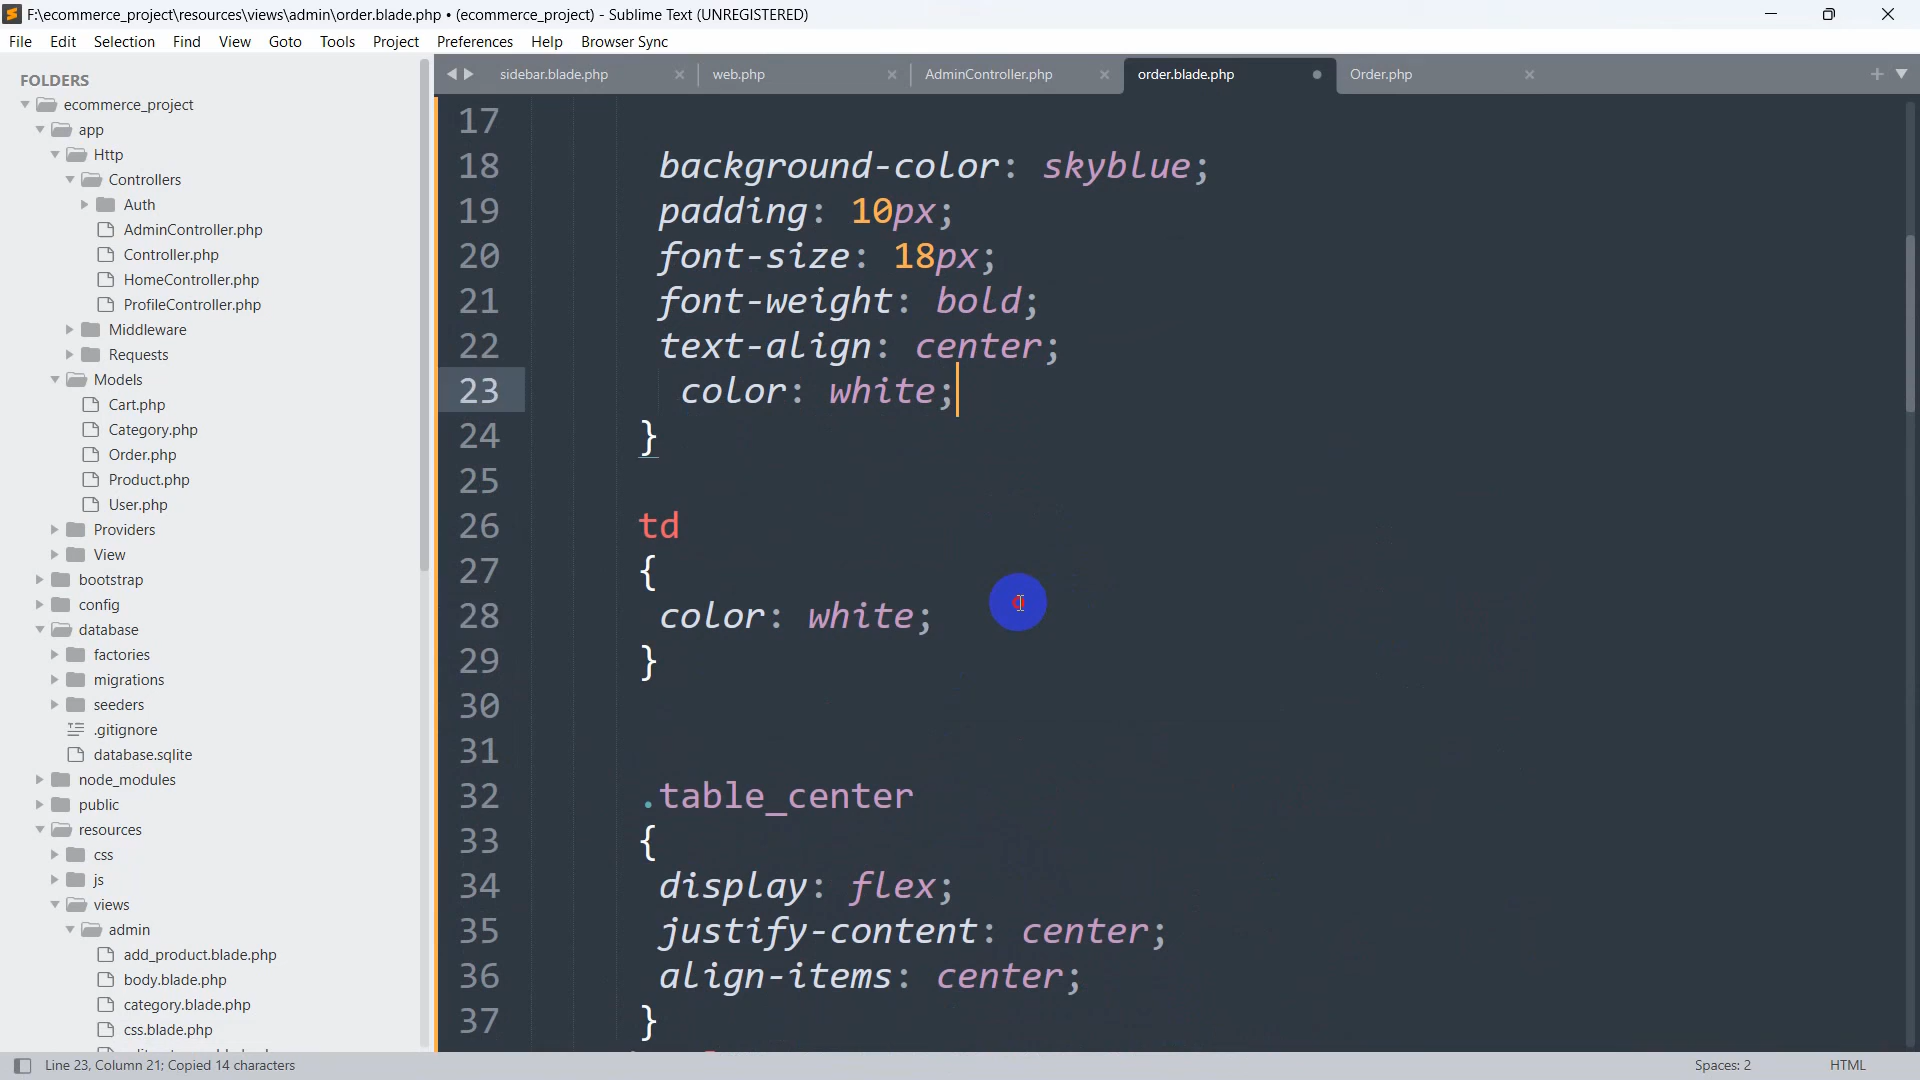 F:\ecommerce_project\resources\views\admin\order.blade.php • (ecommerce_project) - Sublime Text (UNREGISTERED)
File Edit Selection Find View Goto Tools Project Preferences Help Browser Sync
FOLDERS
ecommerce_project
app
Http
Controllers
Auth
AdminController.php
Controller.php
HomeController.php
ProfileController.php
Middleware
Requests
Models
Cart.php
Category.php
Order.php
Product.php
User.php
Providers
View
bootstrap
config
database
factories
migrations
seeders
.gitignore
database.sqlite
node_modules
public
resources
css
js
views
admin
add_product.blade.php
body.blade.php
category.blade.php
css.blade.php
sidebar.blade.php web.php AdminController.php order.blade.php Order.php
17
18 background-color: skyblue;
19 padding: 10px;
20 font-size: 18px;
21 font-weight: bold;
22 text-align: center;
23 color: white;
24 }
25
26 td
27 {
28 color: white;
29 }
30
31
32 .table_center
33 {
34 display: flex;
35 justify-content: center;
36 align-items: center;
37 }
Line 23, Column 21; Copied 14 characters
Spaces: 2
HTML